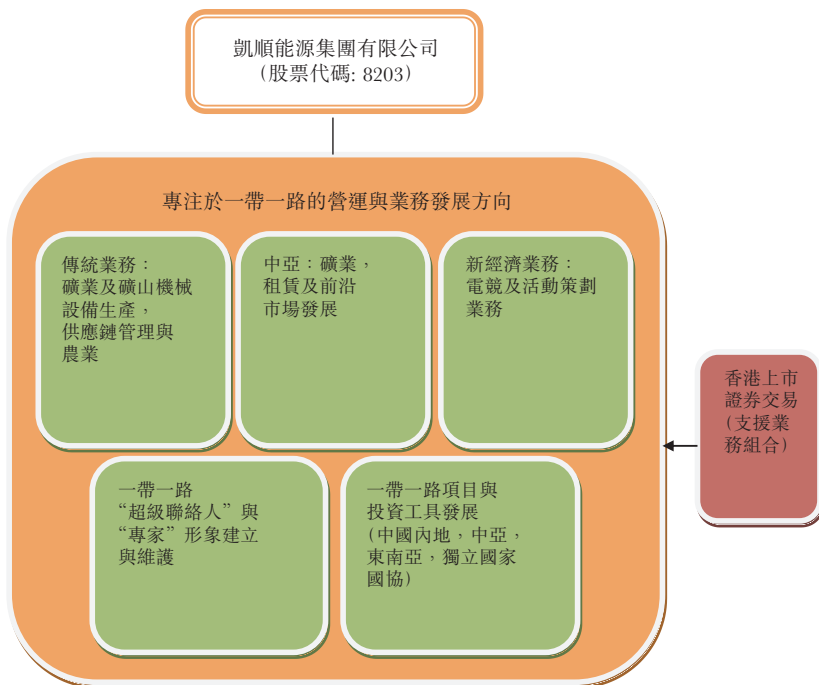 凱順能源集團有限公司
(股票代碼: 8203)
專注於一帶一路的營運與業務發展方向
傳統業務：
礦業及礦山機械
設備生產，
供應鏈管理與
農業
中亞：礦業，
租賃及前沿
市場發展
新經濟業務：
電競及活動策劃
業務
香港上市
證券交易
(支援業
務組合)
一帶一路
“超級聯絡人”與
“專家”形象建立
與維護
一帶一路項目與
投資工具發展
(中國內地，中亞，
東南亞，獨立國家
國協)